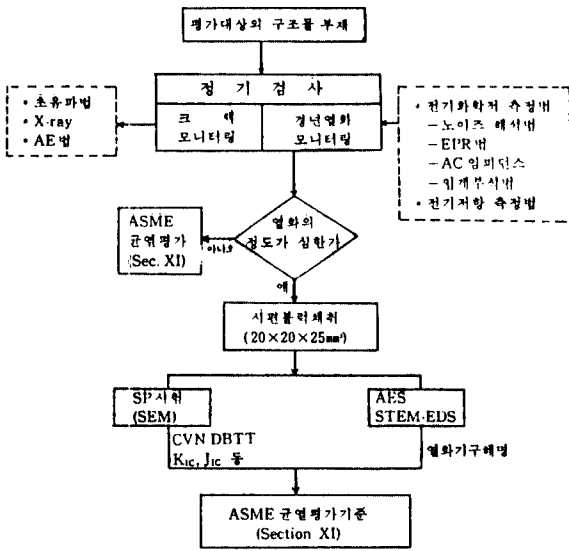 평가대상의 구조물 부재
정 기 검 사
크 랙
모니터링
경년열화
모니터링
• 초음파법
• X-ray
• AE법
• 전기화학적 측정법
－노이즈 해석법
－EPR법
－AC 임피던스
－입계부식법
• 전기저항 측정법
열화의
정도가 심한가
아니오
ASME
균열평가
(Sec. XI)
예
시편블럭채취
(20×20×25㎣)
SP시험
(SEM)
AES
STEM-EDS
CVN DBTT
KIC, JIC 등
열화기구해명
ASME 균열평가기준
(Section XI)